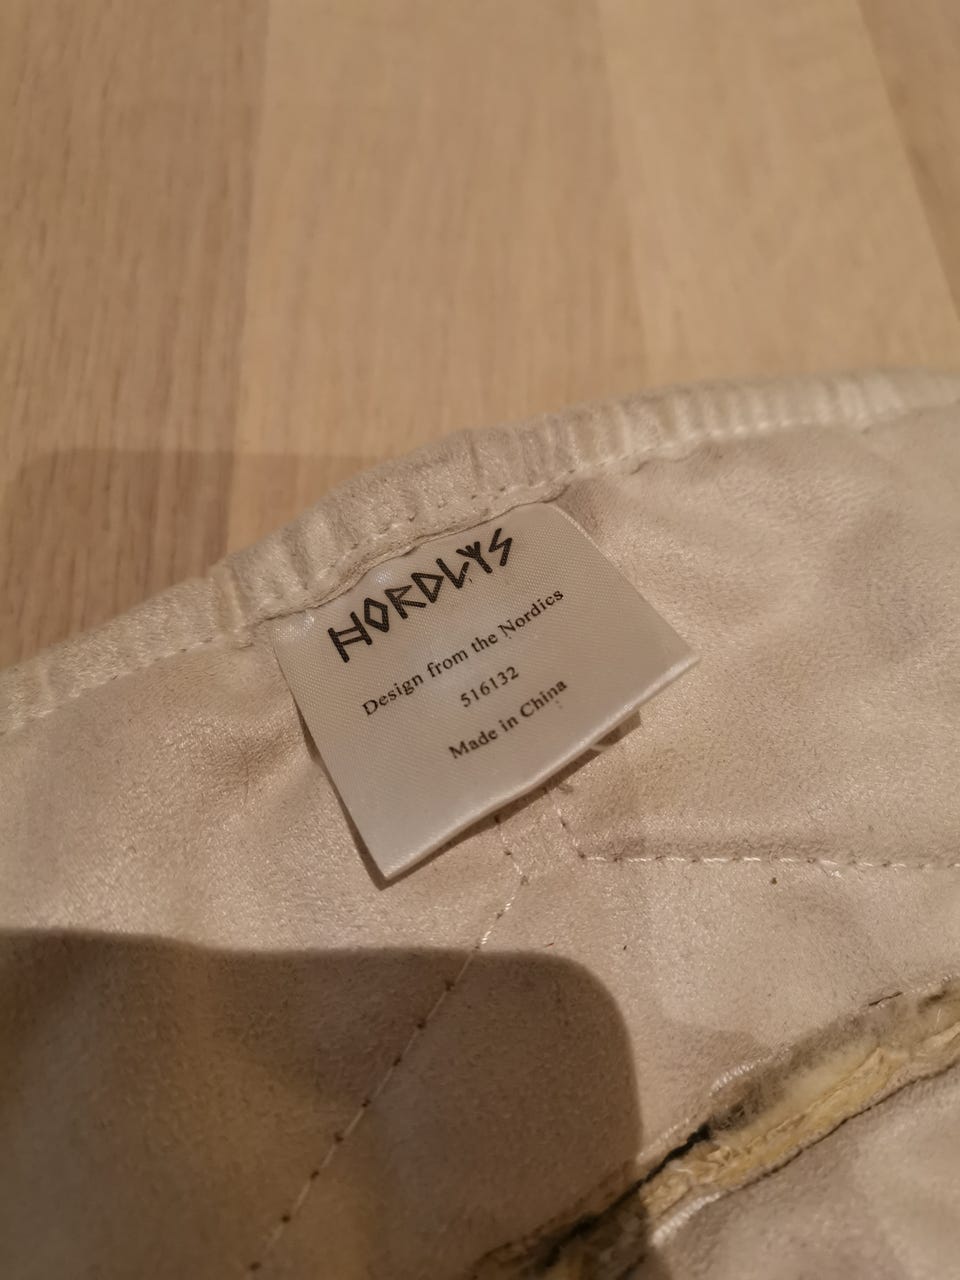 NORDLYS
Design from the Nordics
516132
Made in China